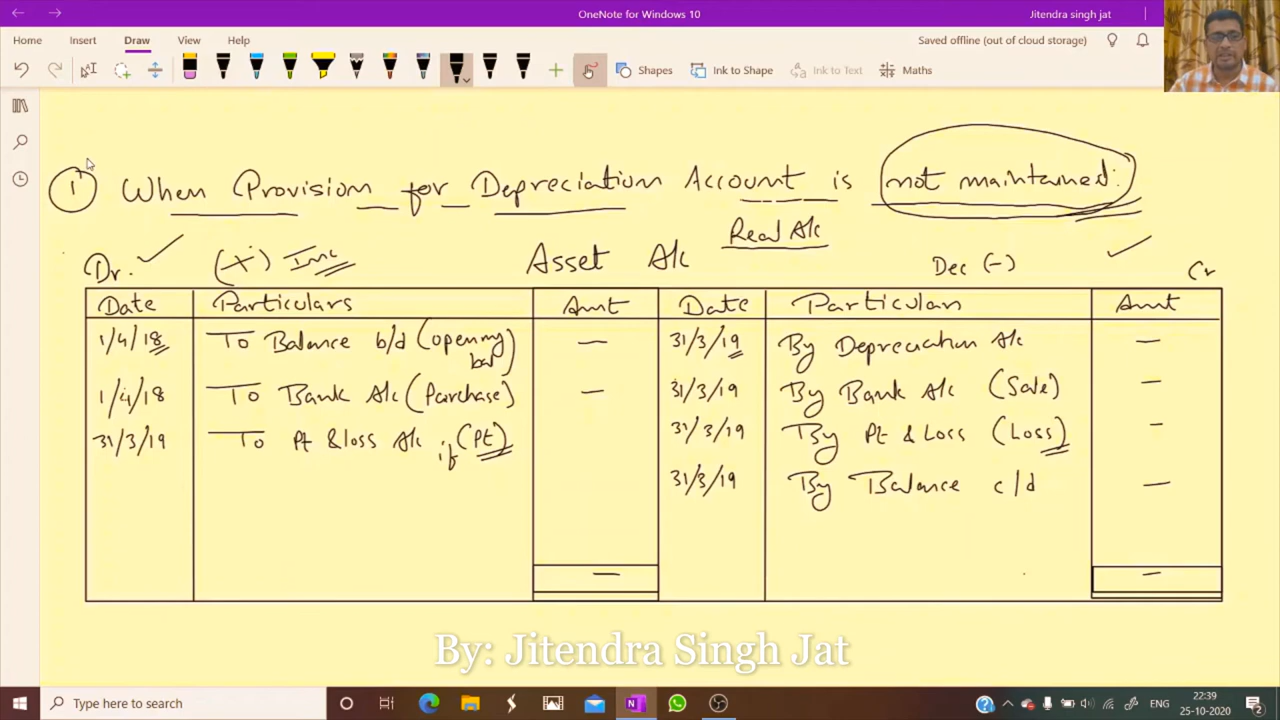 OneNote for Windows 10
Jitendra singh jat
Home Insert Draw View Help
Saved offline (out of cloud storage)
Shapes Ink to Shape Ink to Text Maths
① When Provision for Depreciation Account is not maintained.
Real A/c
Dr. (+) Inc Asset A/c Dec (-) Cr
Date Particulars Amt Date Particulars Amt
1/4/18 To Balance b/d (opening bal) — 31/3/19 By Depreciation A/c —
1/4/18 To Bank A/c (Purchase) — 31/3/19 By Bank A/c (Sale) —
31/3/19 To Pt & loss A/c if (Pt) 31/3/19 By Pt & Loss (Loss) -
31/3/19 By Balance c/d —
— —
By: Jitendra Singh Jat
Type here to search
ENG
22:39
25-10-2020
2